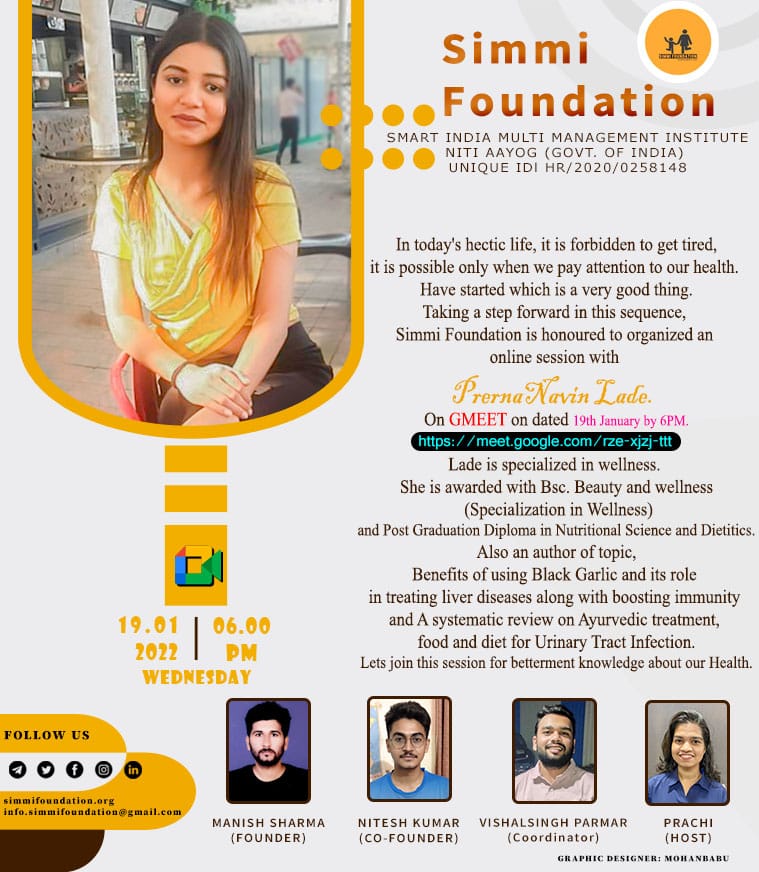 Simmi
Foundation
SIMMI FOUNDATION
SMART INDIA MULTI MANAGEMENT INSTITUTE
NITI AAYOG (GOVT. OF INDIA)
UNIQUE IDl HR/2020/0258148
In today's hectic life, it is forbidden to get tired,
it is possible only when we pay attention to our health.
Have started which is a very good thing.
Taking a step forward in this sequence,
Simmi Foundation is honoured to organized an
online session with
Prerna Navin Lade.
On GMEET on dated 19th January by 6PM.
https://meet.google.com/rze-xjzj-ttt
Lade is specialized in wellness.
She is awarded with Bsc. Beauty and wellness
(Specialization in Wellness)
and Post Graduation Diploma in Nutritional Science and Dietitics.
Also an author of topic,
Benefits of using Black Garlic and its role
in treating liver diseases along with boosting immunity
and A systematic review on Ayurvedic treatment,
food and diet for Urinary Tract Infection.
Lets join this session for betterment knowledge about our Health.
19.01 | 06.00
2022 PM
WEDNESDAY
FOLLOW US
simmifoundation.org
info.simmifoundation@gmail.com
MANISH SHARMA
(FOUNDER)
NITESH KUMAR
(CO-FOUNDER)
VISHALSINGH PARMAR
(Coordinator)
PRACHI
(HOST)
GRAPHIC DESIGNER: MOHANBABU